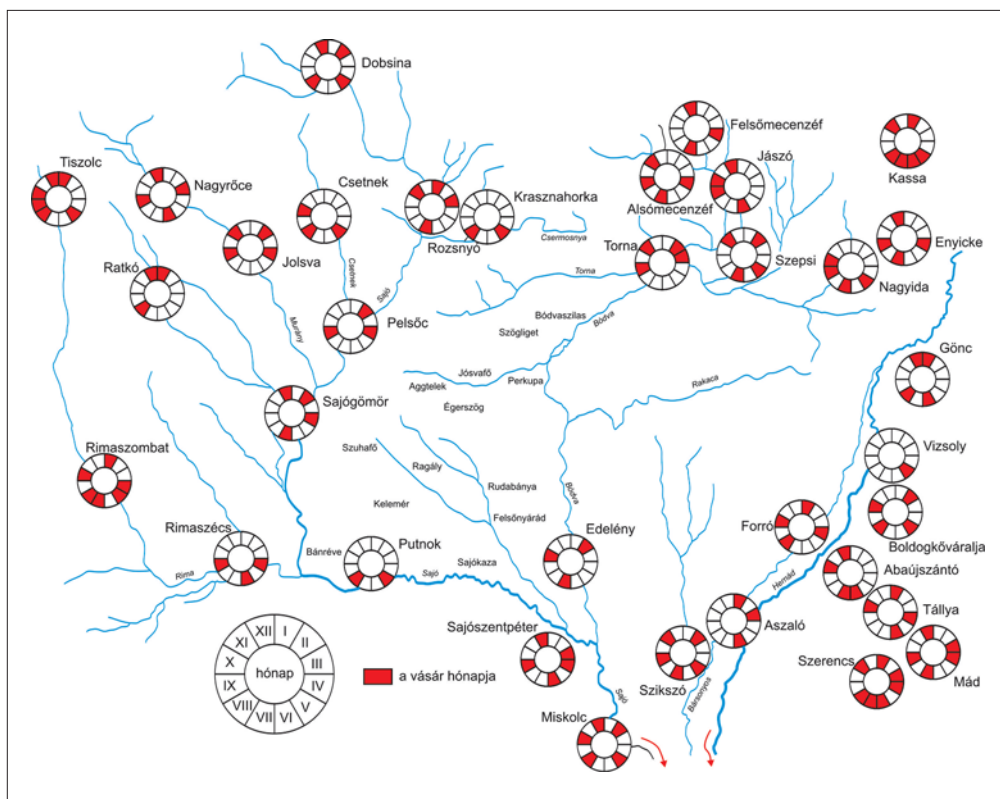 Dobsina
Felsőmecenzéf
Tiszolc
Nagyrőce
Csetnek
Jászó
Kassa
Krasznahorka
Alsómecenzéf
Jolsva
Rozsnyó
Csermosnya
Torna
Szepsi
Enyicke
Ratkó
Csetnek
Sajó
Torna
Nagyida
Murány
Pelsőc
Bódvaszilas
Bódva
Szögliget
Gönc
Jósvafő
Aggtelek
Perkupa
Rakaca
Sajógömör
Égerszög
Rimaszombat
Szuhafő
Ragály
Vizsoly
Rudabánya
Bódva
Kelemér
Felsőnyárád
Rimaszécs
Edelény
Forró
Boldogkőváralja
Putnok
Bánréve
Sajókaza
Abaújszántó
Rima
Sajó
Hernád
Tállya
Aszaló
Sajószentpéter
Szerencs
Mád
XII I
XI II
X hónap III
IX IV
VIII V
VII VI
a vásár hónapja
Szikszó
Bársonyos
Sajó
Miskolc